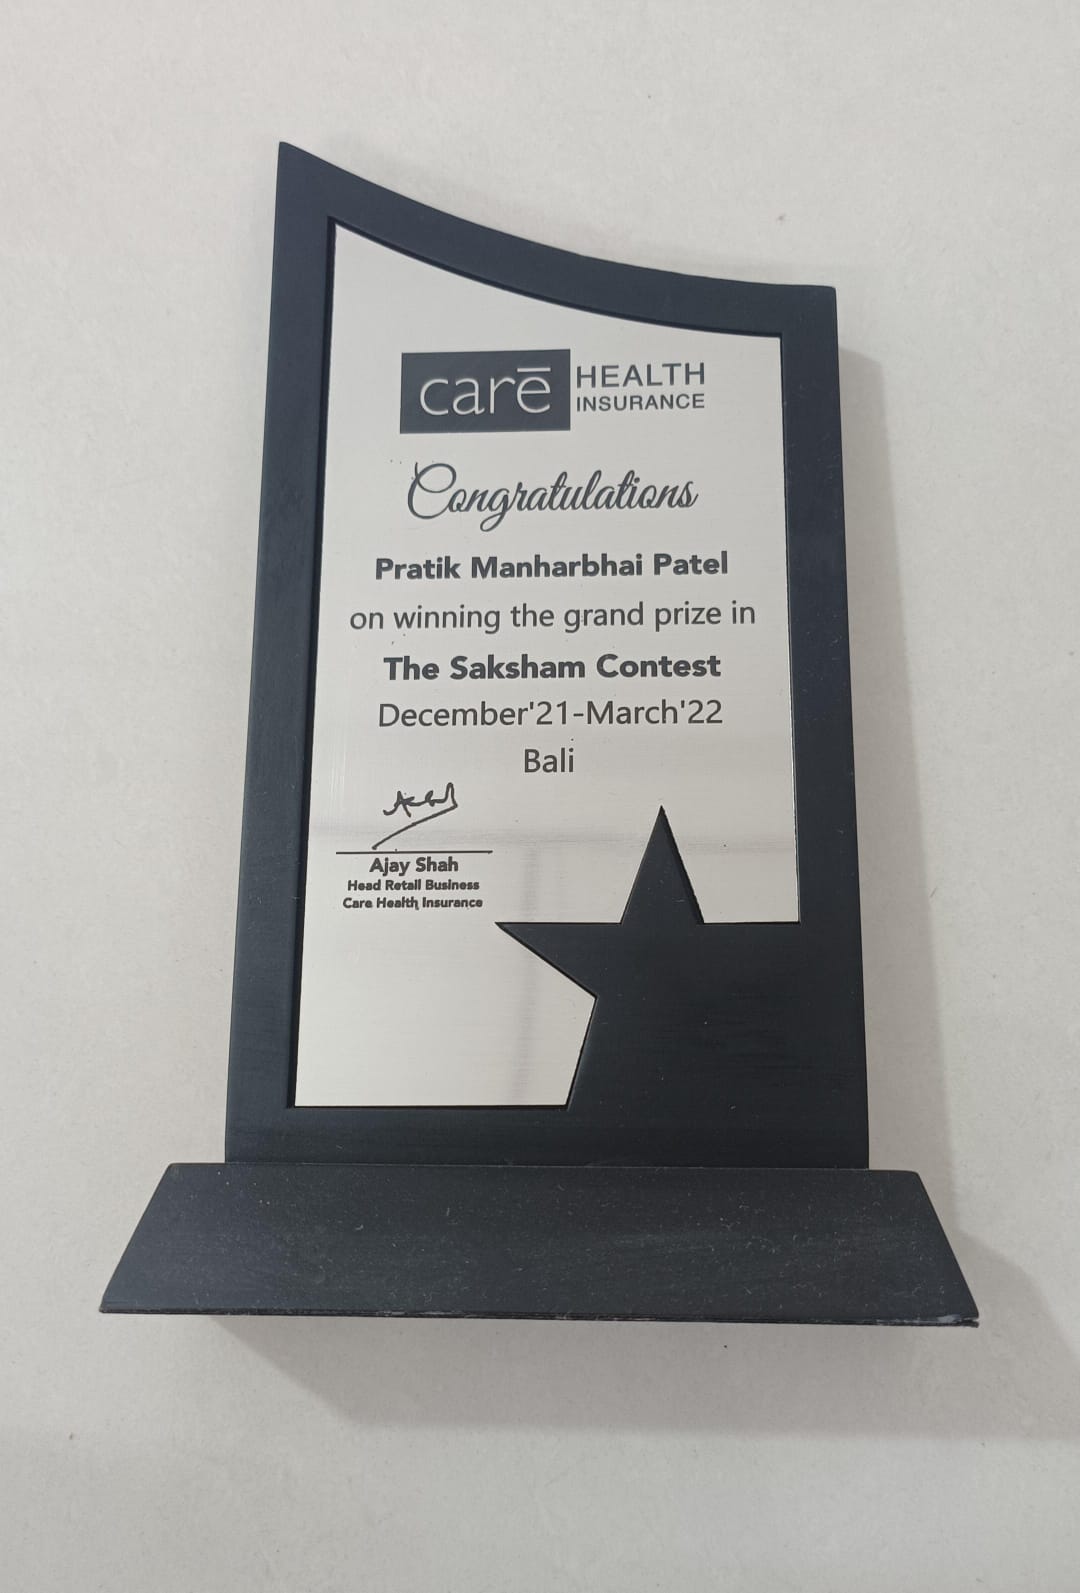 carē HEALTH
INSURANCE
Congratulations
Pratik Manharbhai Patel
on winning the grand prize in
The Saksham Contest
December'21-March'22
Bali
Ajay Shah
Head Retail Business
Care Health Insurance